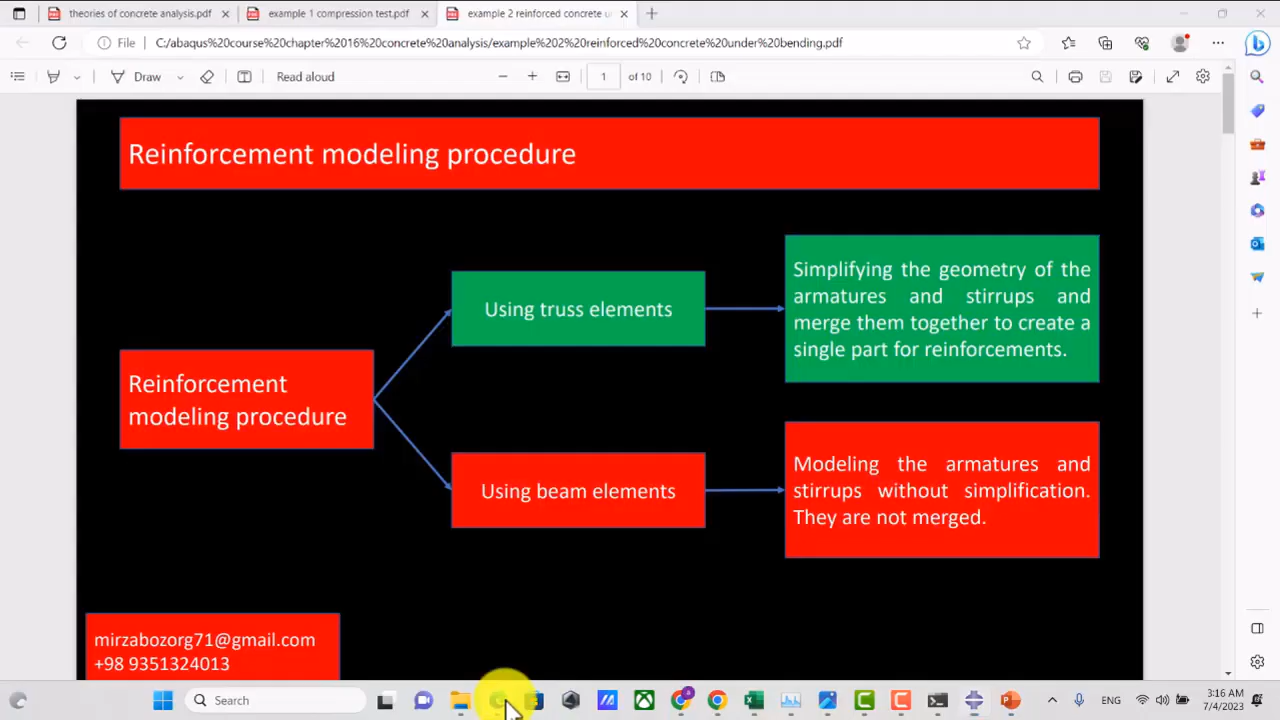 theories of concrete analysis.pdf
example 1 compression test.pdf
example 2 reinforced concrete u
File
C:/abaqus%20course%20chapter%2016%20concrete%20analysis/example%202%20reinforced%20concrete%20under%20bending.pdf
Draw
Read aloud
1
of 10
Reinforcement modeling procedure
Reinforcement
modeling procedure
Using truss elements
Simplifying the geometry of the
armatures and stirrups and
merge them together to create a
single part for reinforcements.
Using beam elements
Modeling the armatures and
stirrups without simplification.
They are not merged.
mirzabozorg71@gmail.com
+98 9351324013
Search
ENG
3:16 AM
7/4/2023